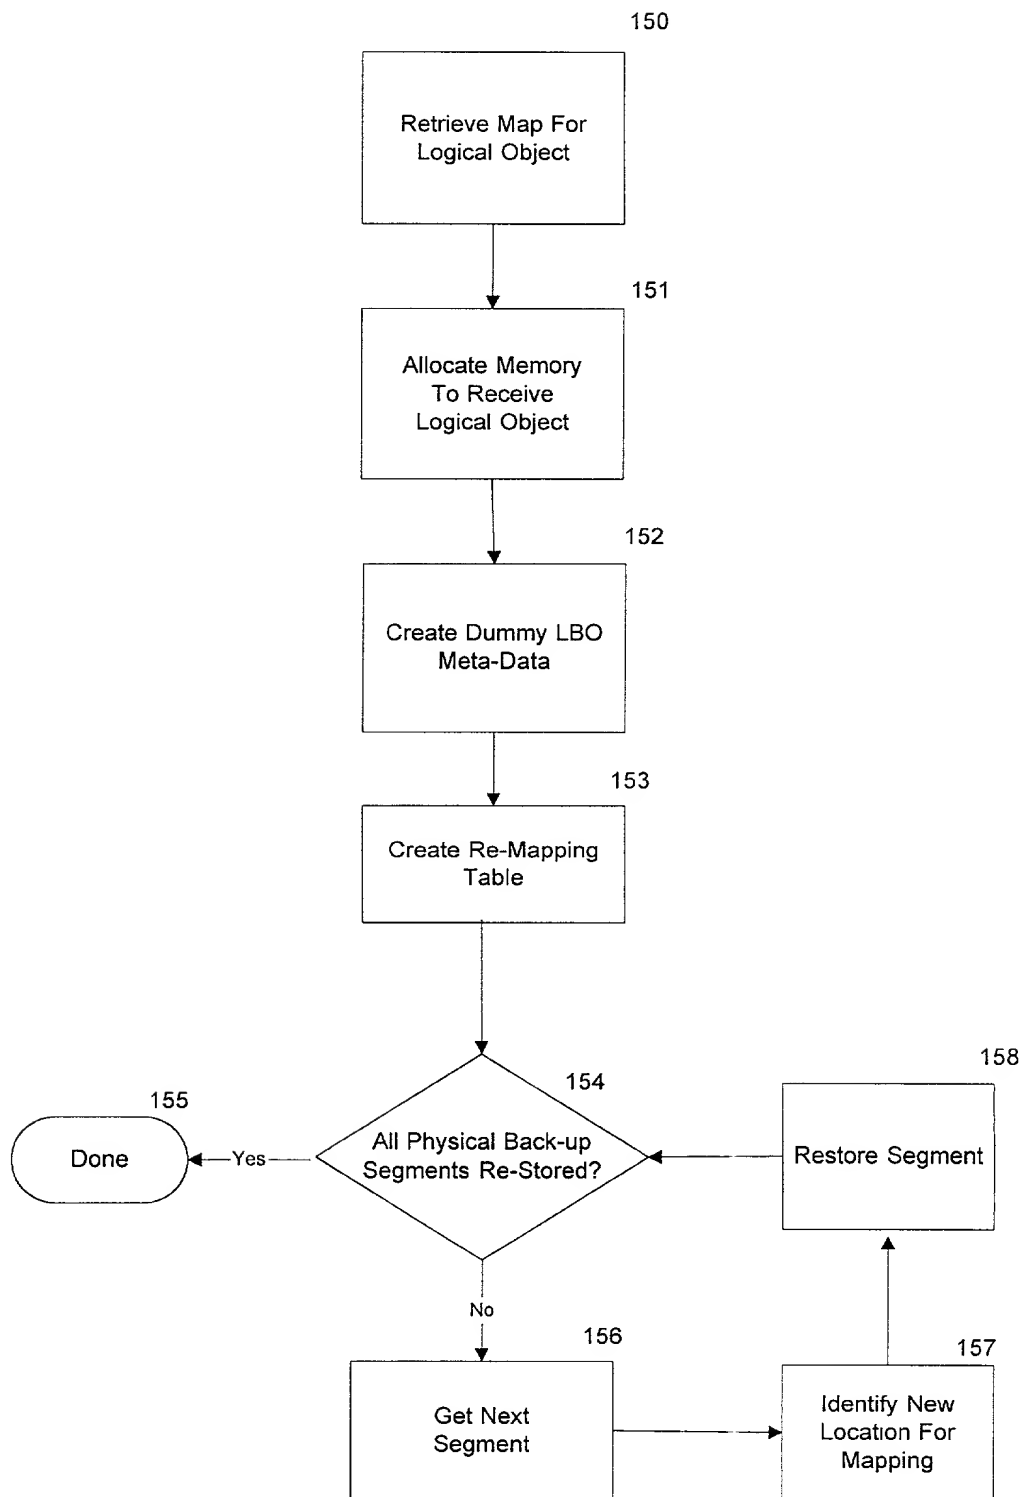 150
Retrieve Map For
Logical Object
151
Allocate Memory
To Receive
Logical Object
152
Create Dummy LBO
Meta-Data
153
Create Re-Mapping
Table
154
All Physical Back-up
Segments Re-Stored?
Yes
155
Done
No
156
Get Next
Segment
157
Identify New
Location For
Mapping
158
Restore Segment